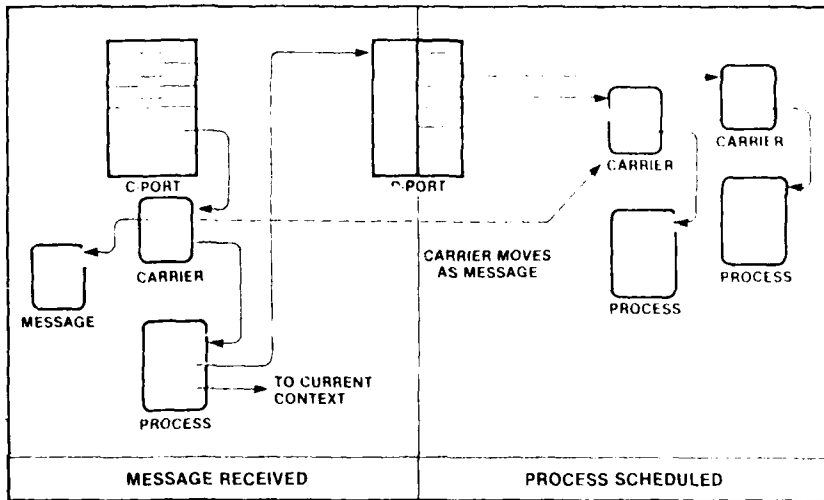 C-PORT
CARRIER
MESSAGE
PROCESS
TO CURRENT
CONTEXT
CARRIER MOVES
AS MESSAGE
CARRIER
CARRIER
PROCESS
PROCESS
MESSAGE RECEIVED
PROCESS SCHEDULED